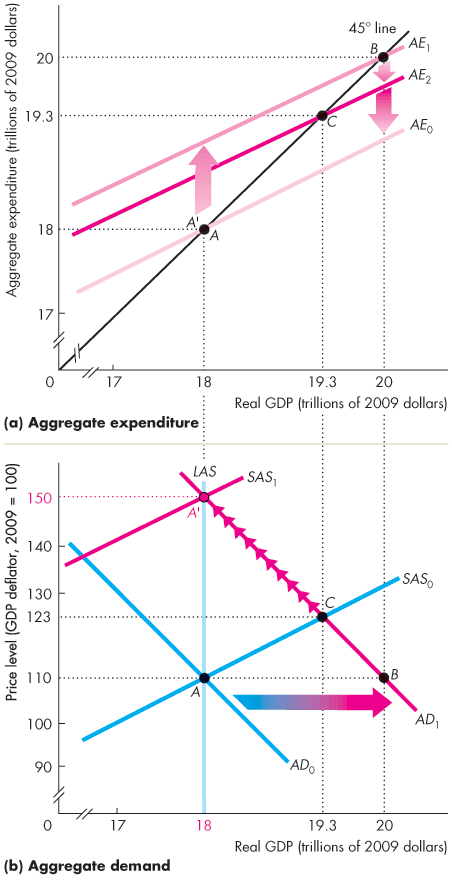 45° line
B
AE1
AE2
AE0
C
A'
A
Aggregate expenditure (trillions of 2009 dollars)
20
19.3
18
17
0
17
18
19.3
20
Real GDP (trillions of 2009 dollars)
(a) Aggregate expenditure
LAS
SAS1
A'
SAS0
C
B
A
AD1
AD0
Price level (GDP deflator, 2009 = 100)
150
140
130
123
110
100
90
0
17
18
19.3
20
Real GDP (trillions of 2009 dollars)
(b) Aggregate demand